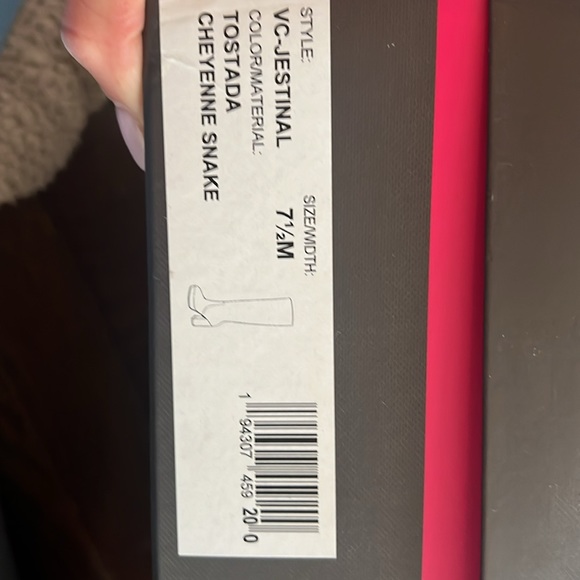 STYLE:
VC-JESTINAL
COLOR/MATERIAL:
TOSTADA
CHEYENNE SNAKE
SIZE/WIDTH:
7½M
1 94307 459 20 0